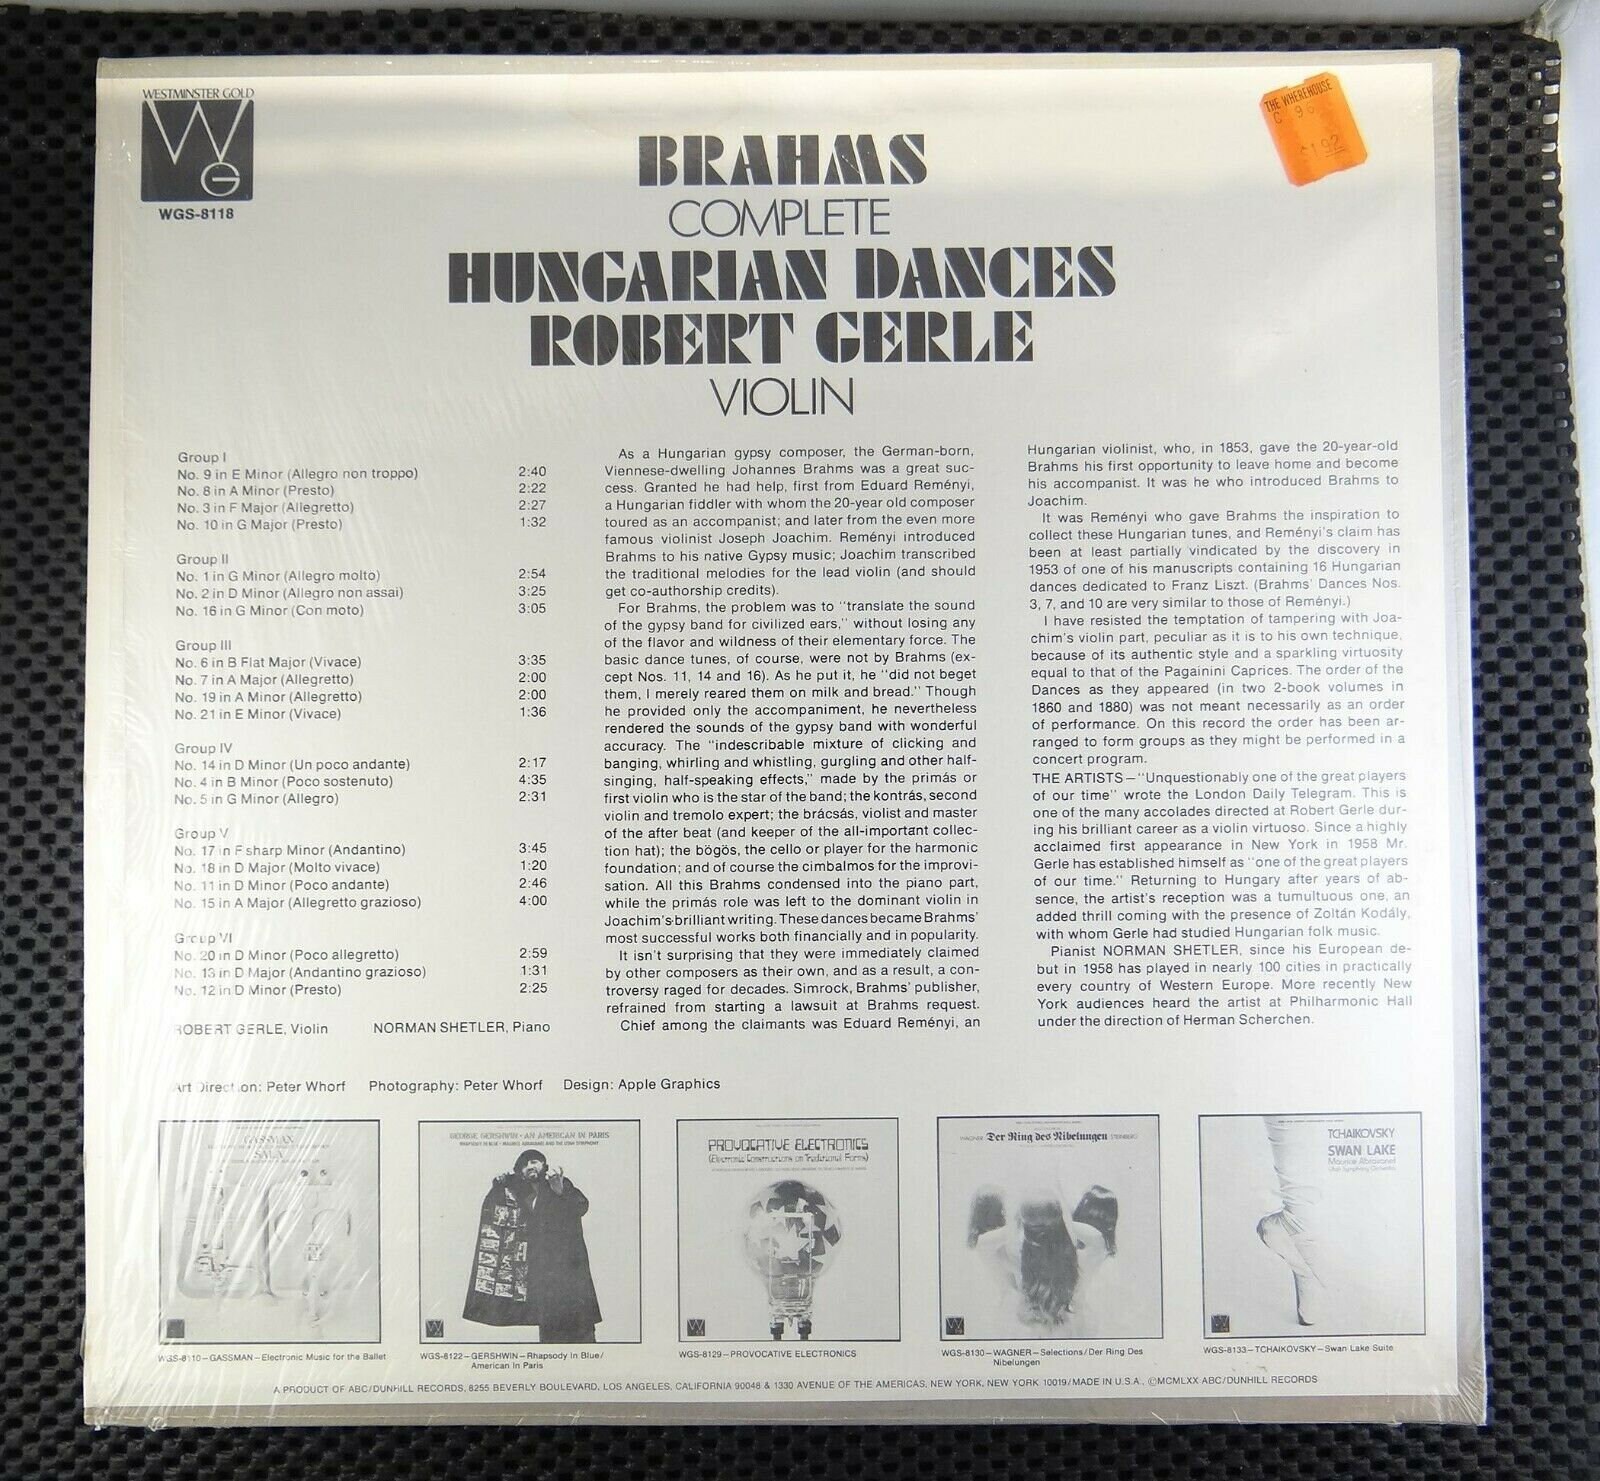 WESTMINSTER GOLD
WG
WGS-8118
THE WHEREHOUSE
BRAHMS
COMPLETE
HUNGARIAN DANCES
ROBERT GERLE
VIOLIN
Group I
No. 9 in E Minor (Allegro non troppo) 2:40
No. 8 in A Minor (Presto) 2:22
No. 3 in F Major (Allegretto) 2:27
No. 10 in G Major (Presto) 1:32
Group II
No. 1 in G Minor (Allegro molto) 2:54
No. 2 in D Minor (Allegro non assai) 3:25
No. 16 in G Minor (Con moto) 3:05
Group III
No. 6 in B Flat Major (Vivace) 3:35
No. 7 in A Major (Allegretto) 2:00
No. 19 in A Minor (Allegretto) 2:00
No. 21 in E Minor (Vivace) 1:36
Group IV
No. 14 in D Minor (Un poco andante) 2:17
No. 4 in B Minor (Poco sostenuto) 4:35
No. 5 in G Minor (Allegro) 2:31
Group V
No. 17 in F sharp Minor (Andantino) 3:45
No. 18 in D Major (Molto vivace) 1:20
No. 11 in D Minor (Poco andante) 2:46
No. 15 in A Major (Allegretto grazioso) 4:00
Group VI
No. 20 in D Minor (Poco allegretto) 2:59
No. 13 in D Major (Andantino grazioso) 1:31
No. 12 in D Minor (Presto) 2:25
ROBERT GERLE, Violin NORMAN SHETLER, Piano
As a Hungarian gypsy composer, the German-born,
Viennese-dwelling Johannes Brahms was a great suc-
cess. Granted he had help, first from Eduard Reményi,
a Hungarian fiddler with whom the 20-year old composer
toured as an accompanist; and later from the even more
famous violinist Joseph Joachim. Reményi introduced
Brahms to his native Gypsy music; Joachim transcribed
the traditional melodies for the lead violin (and should
get co-authorship credits).
For Brahms, the problem was to "translate the sound
of the gypsy band for civilized ears," without losing any
of the flavor and wildness of their elementary force. The
basic dance tunes, of course, were not by Brahms (ex-
cept Nos. 11, 14 and 16). As he put it, he "did not beget
them, I merely reared them on milk and bread." Though
he provided only the accompaniment, he nevertheless
rendered the sounds of the gypsy band with wonderful
accuracy. The "indescribable mixture of clicking and
banging, whirling and whistling, gurgling and other half-
singing, half-speaking effects," made by the primás or
first violin who is the star of the band; the kontrás, second
violin and tremolo expert; the brácsás, violist and master
of the after beat (and keeper of the all-important collec-
tion hat); the bögös, the cello or player for the harmonic
foundation; and of course the cimbalmos for the improvi-
sation. All this Brahms condensed into the piano part,
while the primás role was left to the dominant violin in
Joachim's brilliant writing. These dances became Brahms'
most successful works both financially and in popularity.
It isn't surprising that they were immediately claimed
by other composers as their own, and as a result, a con-
troversy raged for decades. Simrock, Brahms' publisher,
refrained from starting a lawsuit at Brahms request.
Chief among the claimants was Eduard Reményi, an
Hungarian violinist, who, in 1853, gave the 20-year-old
Brahms his first opportunity to leave home and become
his accompanist. It was he who introduced Brahms to
Joachim.
It was Reményi who gave Brahms the inspiration to
collect these Hungarian tunes, and Reményi's claim has
been at least partially vindicated by the discovery in
1953 of one of his manuscripts containing 16 Hungarian
dances dedicated to Franz Liszt. (Brahms' Dances Nos.
3, 7, and 10 are very similar to those of Reményi.)
I have resisted the temptation of tampering with Joa-
chim's violin part, peculiar as it is to his own technique,
because of its authentic style and a sparkling virtuosity
equal to that of the Pagainini Caprices. The order of the
Dances as they appeared (in two 2-book volumes in
1860 and 1880) was not meant necessarily as an order
of performance. On this record the order has been ar-
ranged to form groups as they might be performed in a
concert program.
THE ARTISTS—"Unquestionably one of the great players
of our time" wrote the London Daily Telegram. This is
one of the many accolades directed at Robert Gerle dur-
ing his brilliant career as a violin virtuoso. Since a highly
acclaimed first appearance in New York in 1958 Mr.
Gerle has established himself as "one of the great players
of our time." Returning to Hungary after years of ab-
sence, the artist's reception was a tumultuous one, an
added thrill coming with the presence of Zoltán Kodály,
with whom Gerle had studied Hungarian folk music.
Pianist NORMAN SHETLER, since his European de-
but in 1958 has played in nearly 100 cities in practically
every country of Western Europe. More recently New
York audiences heard the artist at Philharmonic Hall
under the direction of Herman Scherchen.
Art Direction: Peter Whorf Photography: Peter Whorf Design: Apple Graphics
GASSMAX
SALA
GEORGE GERSHWIN · AN AMERICAN IN PARIS
PROVOCATIVE ELECTRONICS
(Electronic Constructions on Traditional Forms)
WAGNER Der Ring des Nibelungen
TCHAIKOVSKY
SWAN LAKE
Maurice Abravanel
Utah Symphony Orchestra
WGS-8110—GASSMAN—Electronic Music for the Ballet
WGS-8122—GERSHWIN—Rhapsody in Blue/
American In Paris
WGS-8129—PROVOCATIVE ELECTRONICS
WGS-8130—WAGNER—Selections/Der Ring Des
Nibelungen
WGS-8133—TCHAIKOVSKY—Swan Lake Suite
A PRODUCT OF ABC/DUNHILL RECORDS, 8255 BEVERLY BOULEVARD, LOS ANGELES, CALIFORNIA 90048 & 1330 AVENUE OF THE AMERICAS, NEW YORK, NEW YORK 10019/MADE IN U.S.A., ©MCMLXX ABC/DUNHILL RECORDS